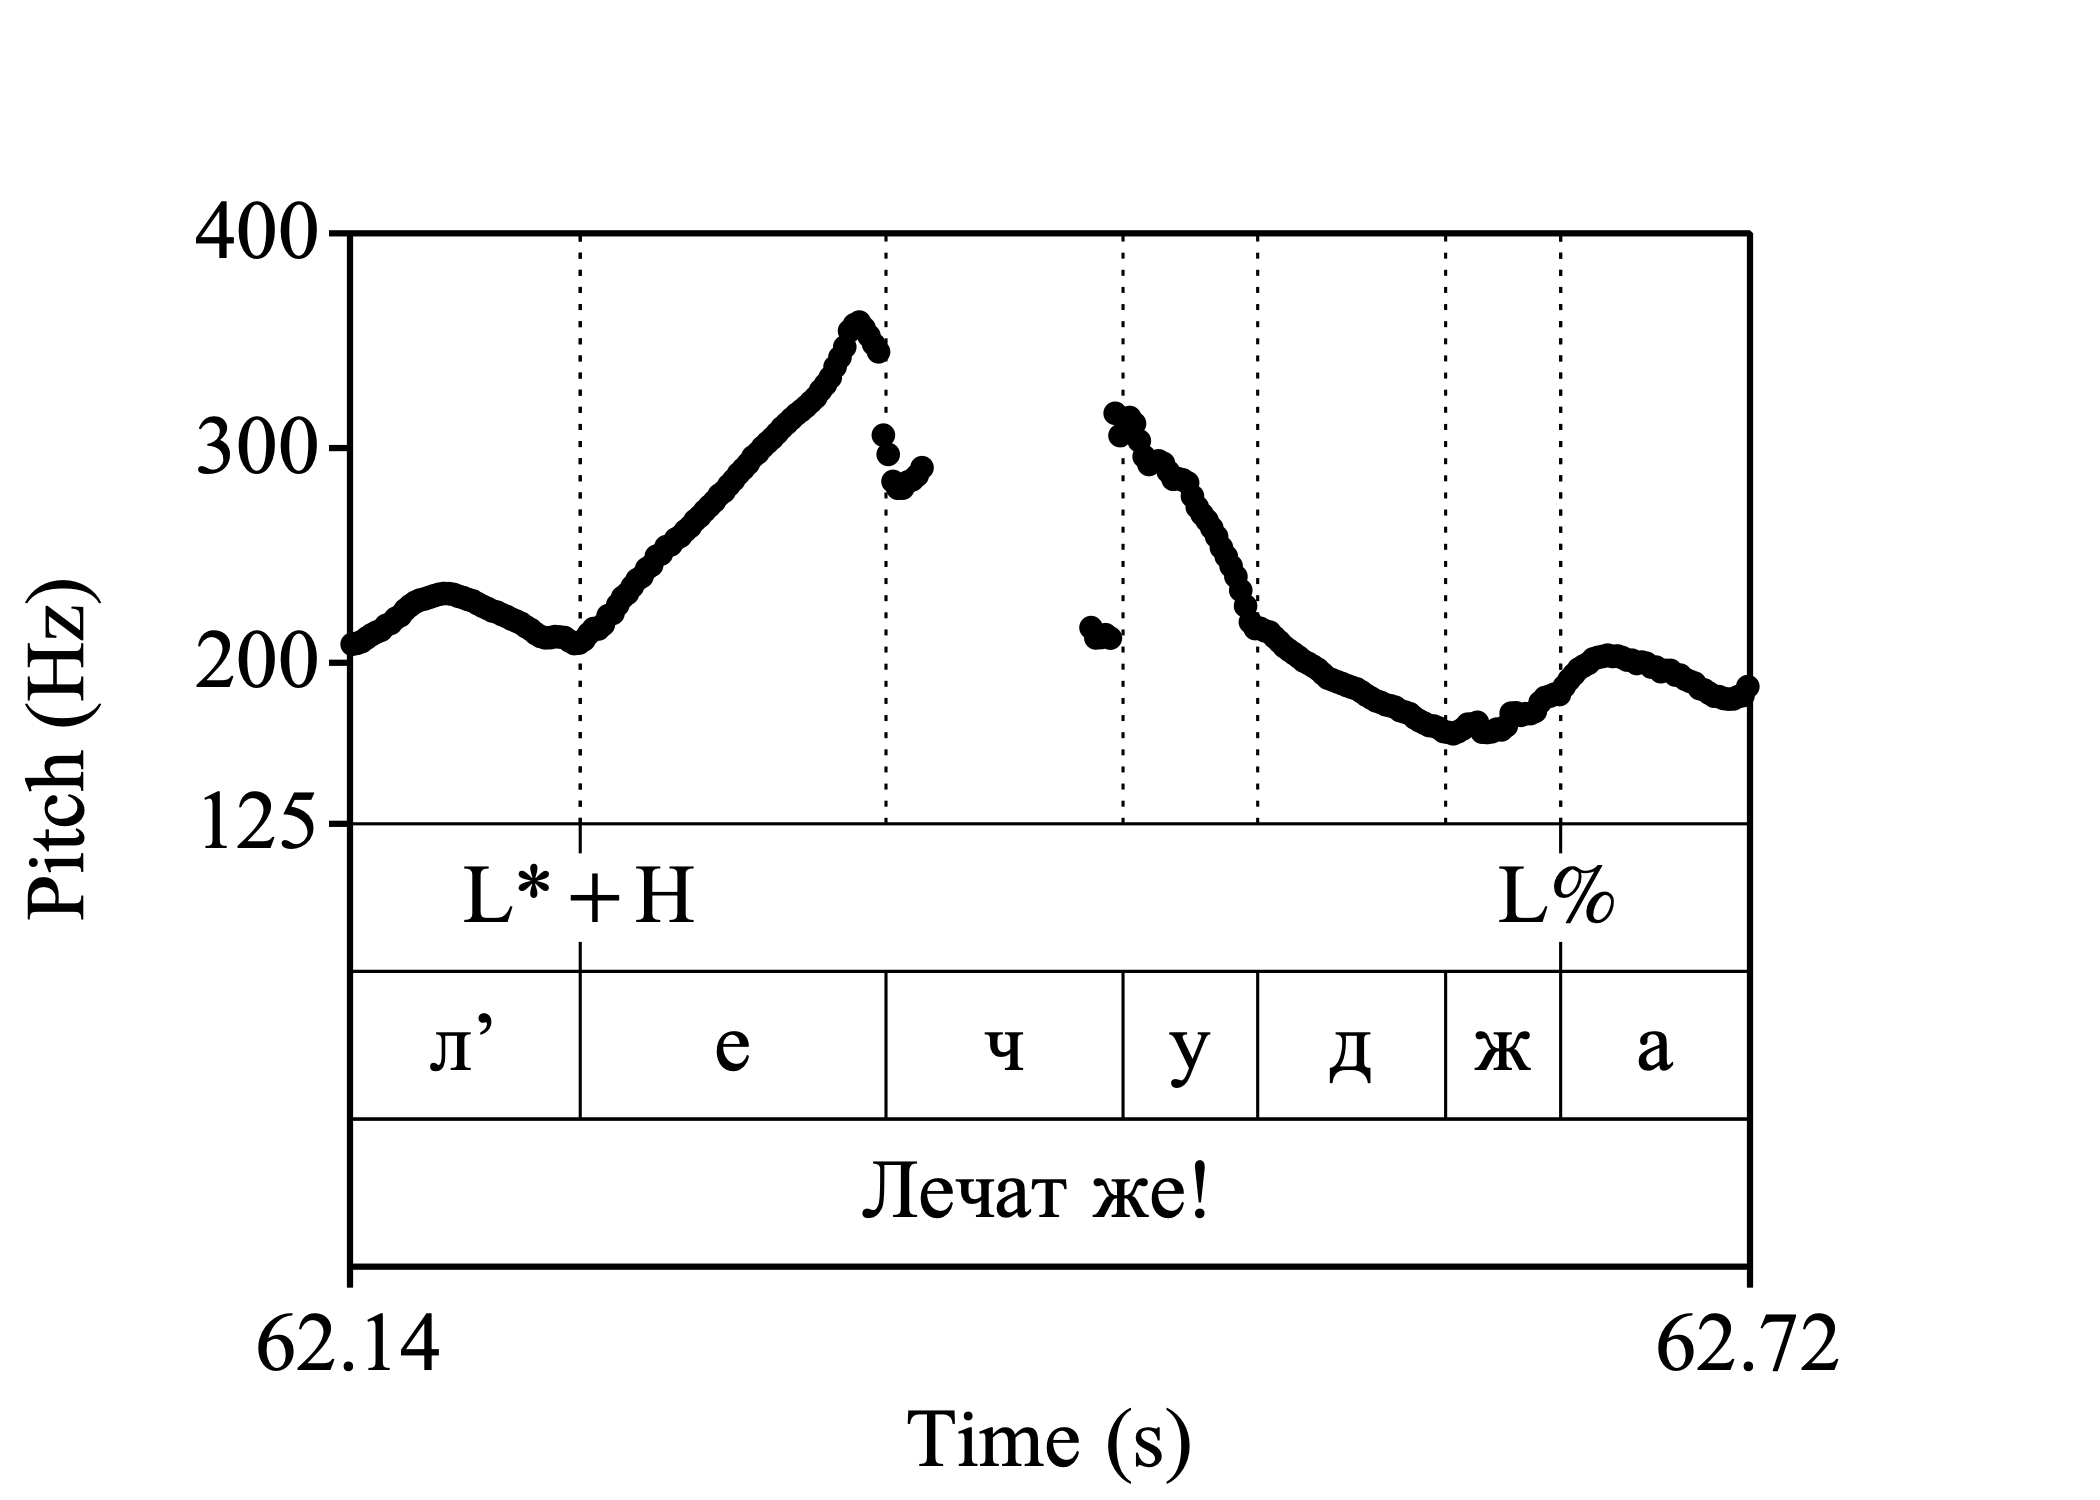 400
300
200
125
Pitch (Hz)
L*+H L%
л’ е ч у д ж а
Лечат же!
62.14 62.72
Time (s)